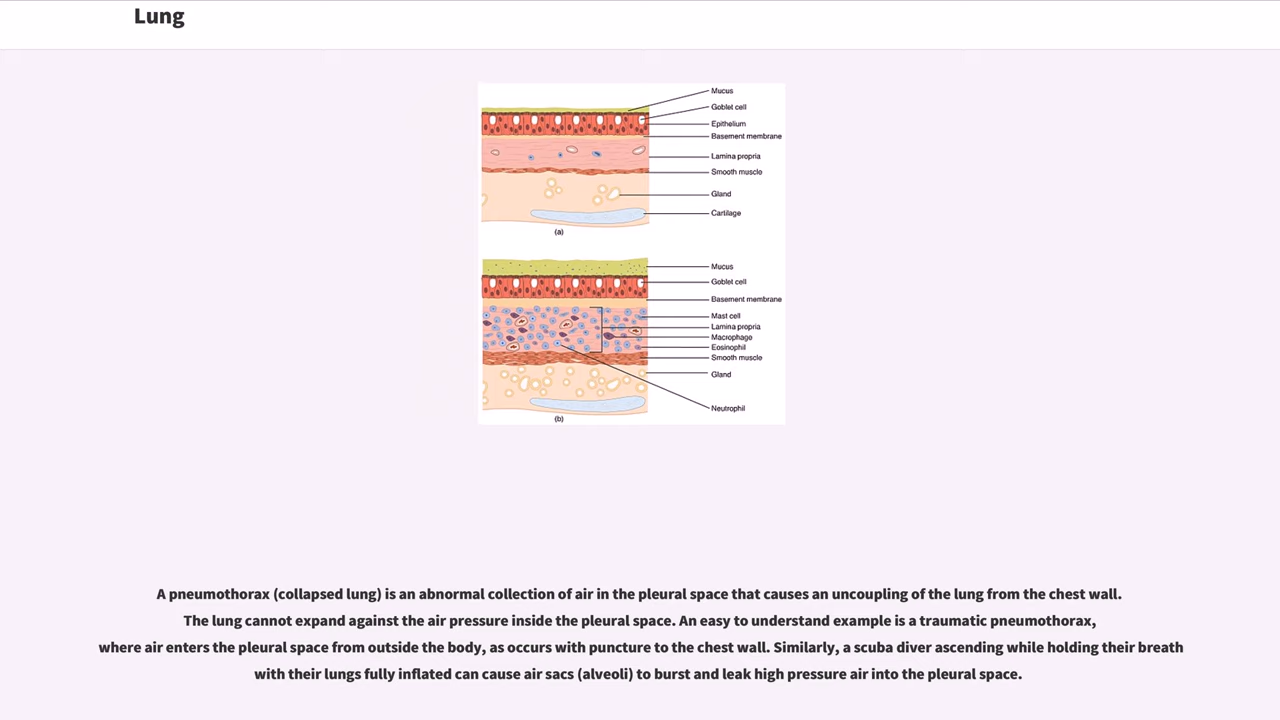 Lung
Mucus
Goblet cell
Epithelium
Basement membrane
Lamina propria
Smooth muscle
Gland
Cartilage
(a)
Mucus
Goblet cell
Basement membrane
Mast cell
Lamina propria
Macrophage
Eosinophil
Smooth muscle
Gland
Neutrophil
(b)
A pneumothorax (collapsed lung) is an abnormal collection of air in the pleural space that causes an uncoupling of the lung from the chest wall.
The lung cannot expand against the air pressure inside the pleural space. An easy to understand example is a traumatic pneumothorax,
where air enters the pleural space from outside the body, as occurs with puncture to the chest wall. Similarly, a scuba diver ascending while holding their breath
with their lungs fully inflated can cause air sacs (alveoli) to burst and leak high pressure air into the pleural space.